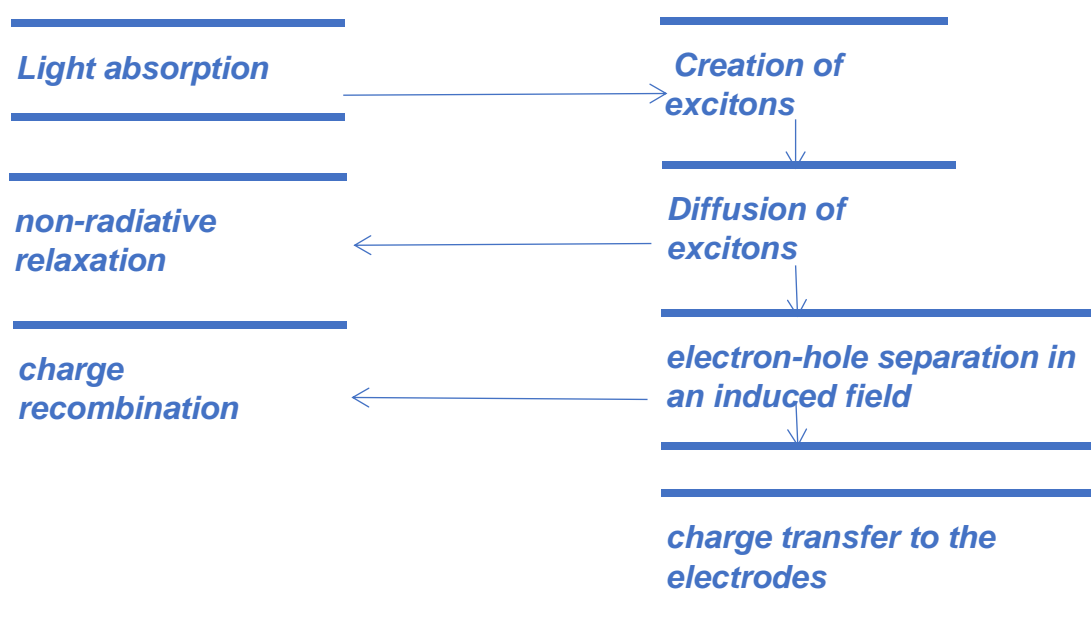 Light absorption
Creation of
excitons
non-radiative
relaxation
Diffusion of
excitons
charge
recombination
electron-hole separation in
an induced field
charge transfer to the
electrodes